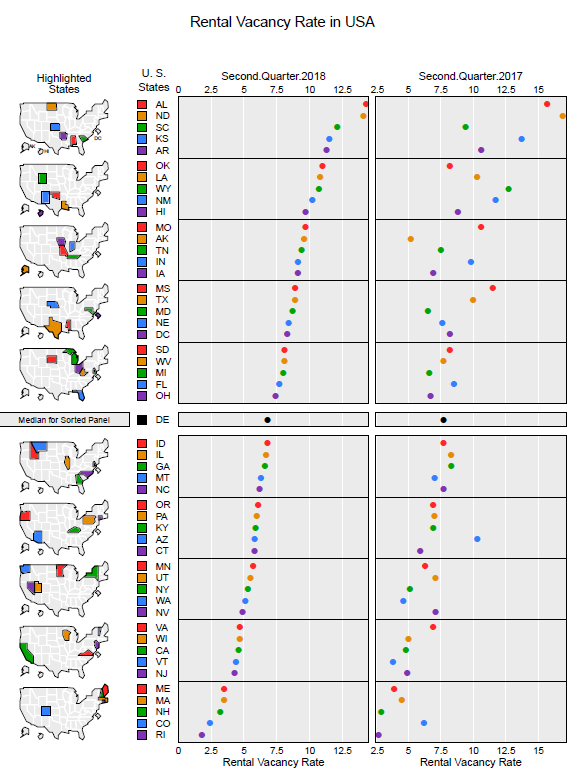 Rental Vacancy Rate in USA
Highlighted
States
U. S.
States
Second.Quarter.2018
Second.Quarter.2017
0 2.5 5 7.5 10 12.5
2.5 5 7.5 10 12.5 15
AL
ND
SC
KS
AR
AK HI DC
OK
LA
WY
NM
HI
MO
AK
TN
IN
IA
MS
TX
MD
NE
DC
SD
WV
MI
FL
OH
Median for Sorted Panel
DE
ID
IL
GA
MT
NC
OR
PA
KY
AZ
CT
MN
UT
NY
WA
NV
VA
WI
CA
VT
NJ
ME
MA
NH
CO
RI
0 2.5 5 7.5 10 12.5
2.5 5 7.5 10 12.5 15
Rental Vacancy Rate
Rental Vacancy Rate